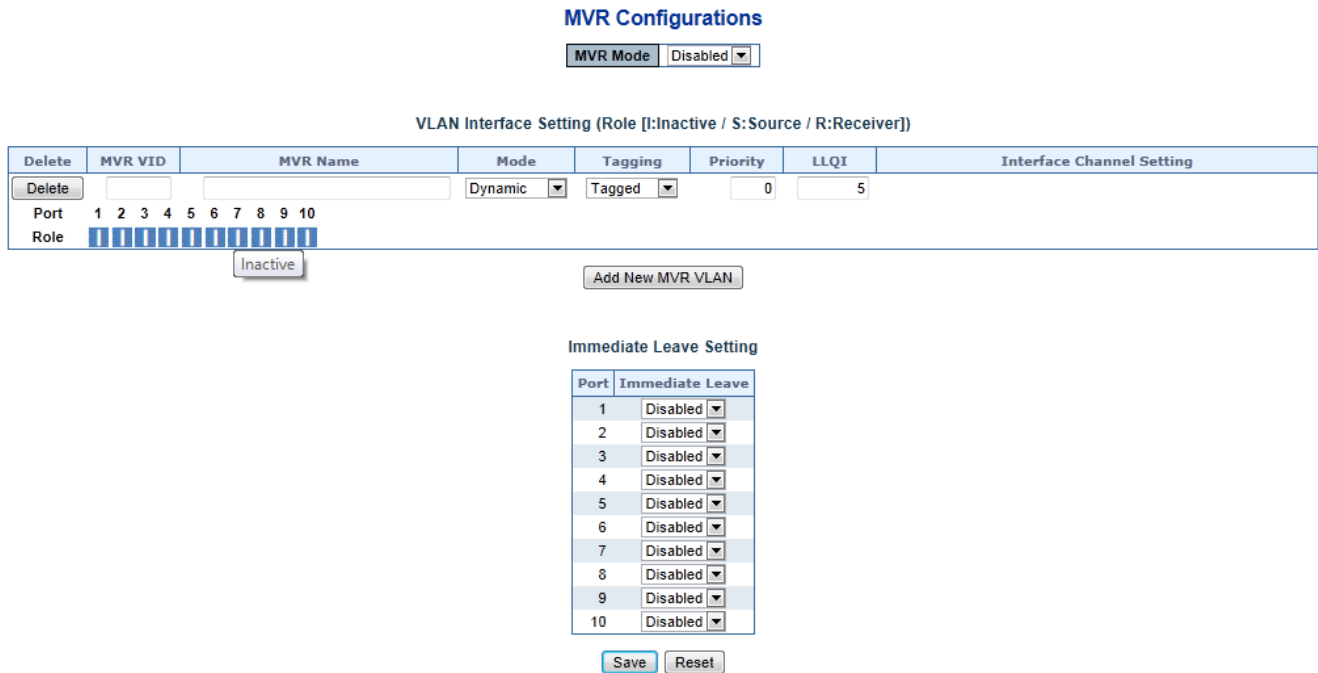 MVR Configurations
MVR Mode Disabled
VLAN Interface Setting (Role [I:Inactive / S:Source / R:Receiver])
Delete MVR VID MVR Name Mode Tagging Priority LLQI Interface Channel Setting
Delete Dynamic Tagged 0 5
Port 1 2 3 4 5 6 7 8 9 10
Role I I I I I I I I I I
Inactive
Add New MVR VLAN
Immediate Leave Setting
Port Immediate Leave
1 Disabled
2 Disabled
3 Disabled
4 Disabled
5 Disabled
6 Disabled
7 Disabled
8 Disabled
9 Disabled
10 Disabled
Save Reset